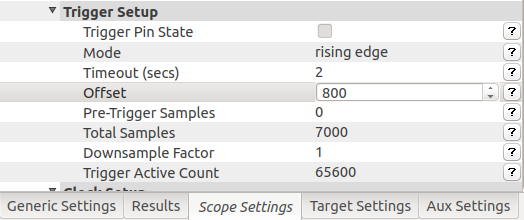 Trigger Setup
Trigger Pin State ?
Mode rising edge ?
Timeout (secs) 2 ?
Offset 800 ?
Pre-Trigger Samples 0 ?
Total Samples 7000 ?
Downsample Factor 1 ?
Trigger Active Count 65600 ?
Clock Setup
Generic Settings Results Scope Settings Target Settings Aux Settings